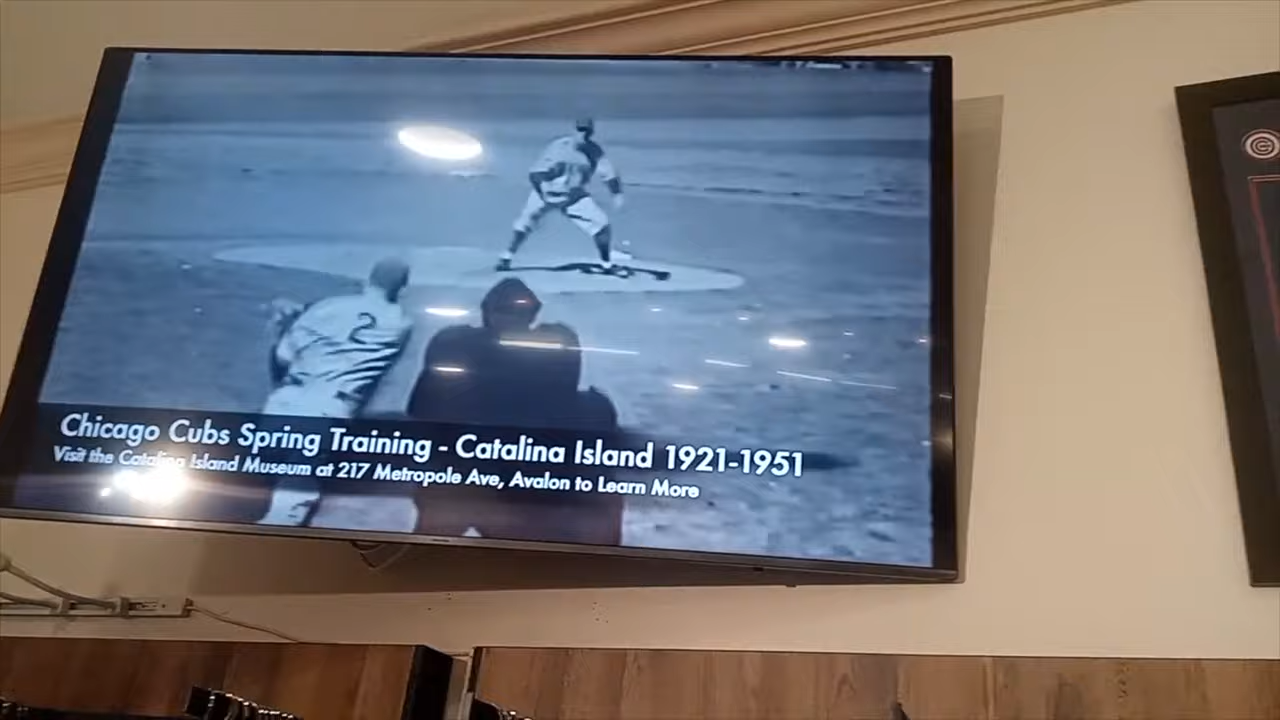 2
Chicago Cubs Spring Training - Catalina Island 1921-1951
Visit the Catalina Island Museum at 217 Metropole Ave, Avalon to Learn More